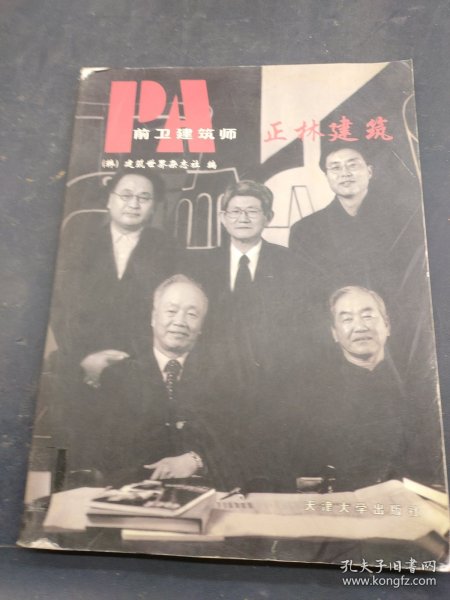 PA
前卫建筑师
正林建筑
(韩) 建筑世界杂志社 编
天津大学出版社
孔夫子旧书网
www.kongfz.com